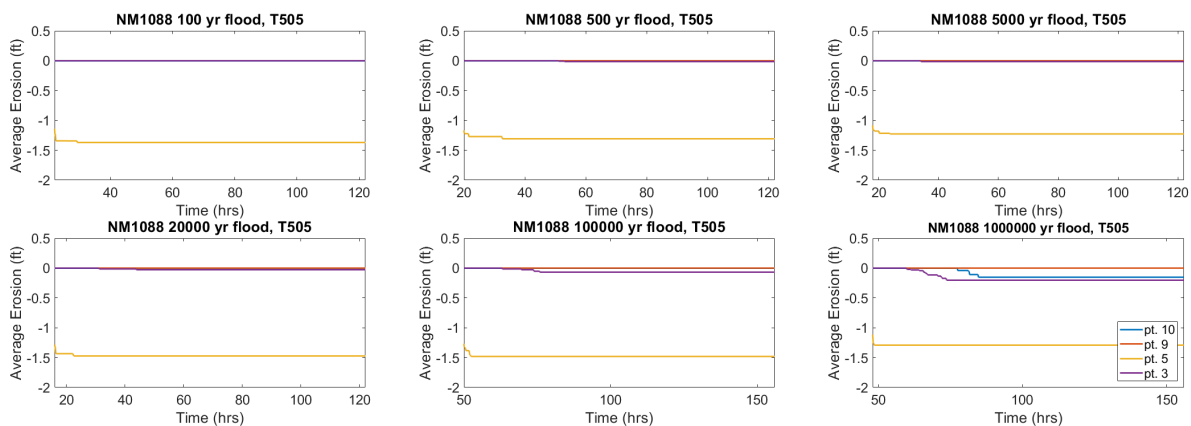 NM1088 100 yr flood, T505
0.5
0
-0.5
-1
-1.5
-2
Average Erosion (ft)
40 60 80 100 120
Time (hrs)
NM1088 500 yr flood, T505
0.5
0
-0.5
-1
-1.5
-2
Average Erosion (ft)
20 40 60 80 100 120
Time (hrs)
NM1088 5000 yr flood, T505
0.5
0
-0.5
-1
-1.5
-2
Average Erosion (ft)
20 40 60 80 100 120
Time (hrs)
NM1088 20000 yr flood, T505
0.5
0
-0.5
-1
-1.5
-2
Average Erosion (ft)
20 40 60 80 100 120
Time (hrs)
NM1088 100000 yr flood, T505
0.5
0
-0.5
-1
-1.5
-2
Average Erosion (ft)
50 100 150
Time (hrs)
NM1088 1000000 yr flood, T505
0.5
0
-0.5
-1
-1.5
-2
Average Erosion (ft)
pt. 10
pt. 9
pt. 5
pt. 3
50 100 150
Time (hrs)